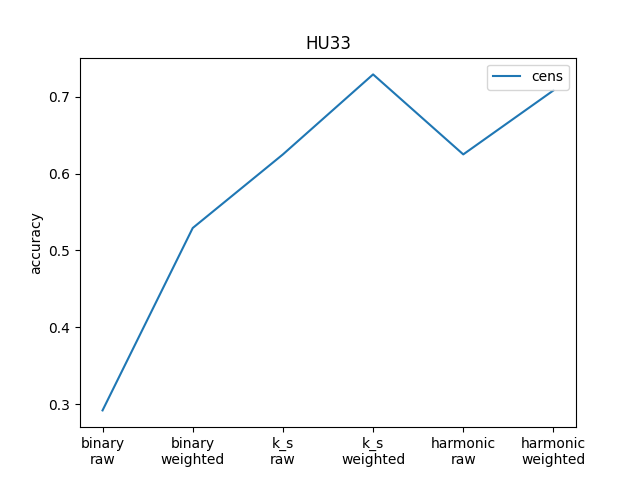 HU33
cens
accuracy
0.7
0.6
0.5
0.4
0.3
binary
raw
binary
weighted
k_s
raw
k_s
weighted
harmonic
raw
harmonic
weighted